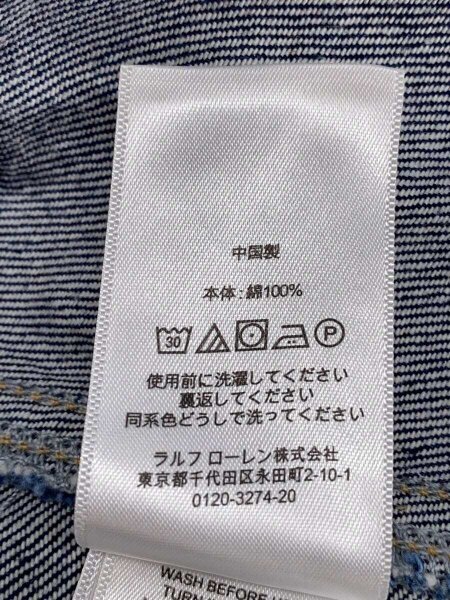 中国製
本体：綿100%
30 P
使用前に洗濯してください
裏返してください
同系色どうしで洗ってください
ラルフ ローレン株式会社
東京都千代田区永田町2-10-1
0120-3274-20
WASH BEFORE
TURN